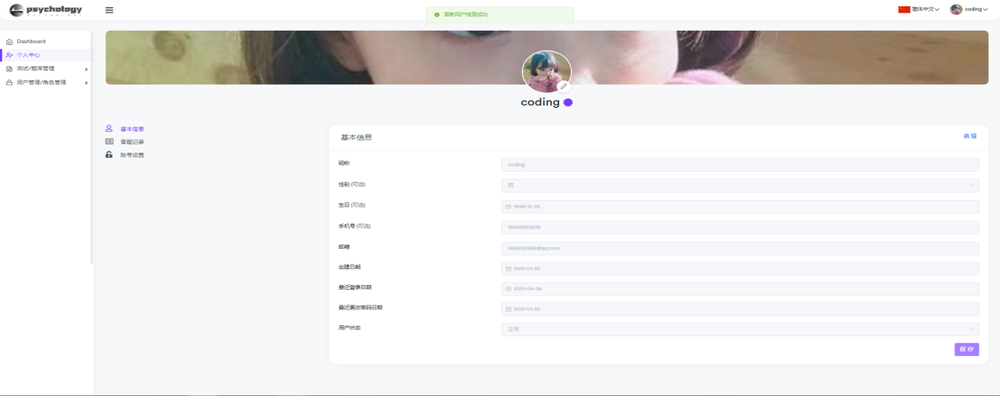 psychology
PSYCHOLOGY
更新用户信息成功
简体中文
coding
Dashboard
个人中心
测试/题库管理
用户管理/角色管理
coding
基本信息
答题记录
账号设置
基本信息
编辑
昵称
coding
性别 (可选)
男
生日 (可选)
1996-12-26
手机号 (可选)
邮箱
创建日期
2021-01-25
最近登录日期
2021-04-06
最近更改密码日期
2021-01-25
用户状态
正常
保存